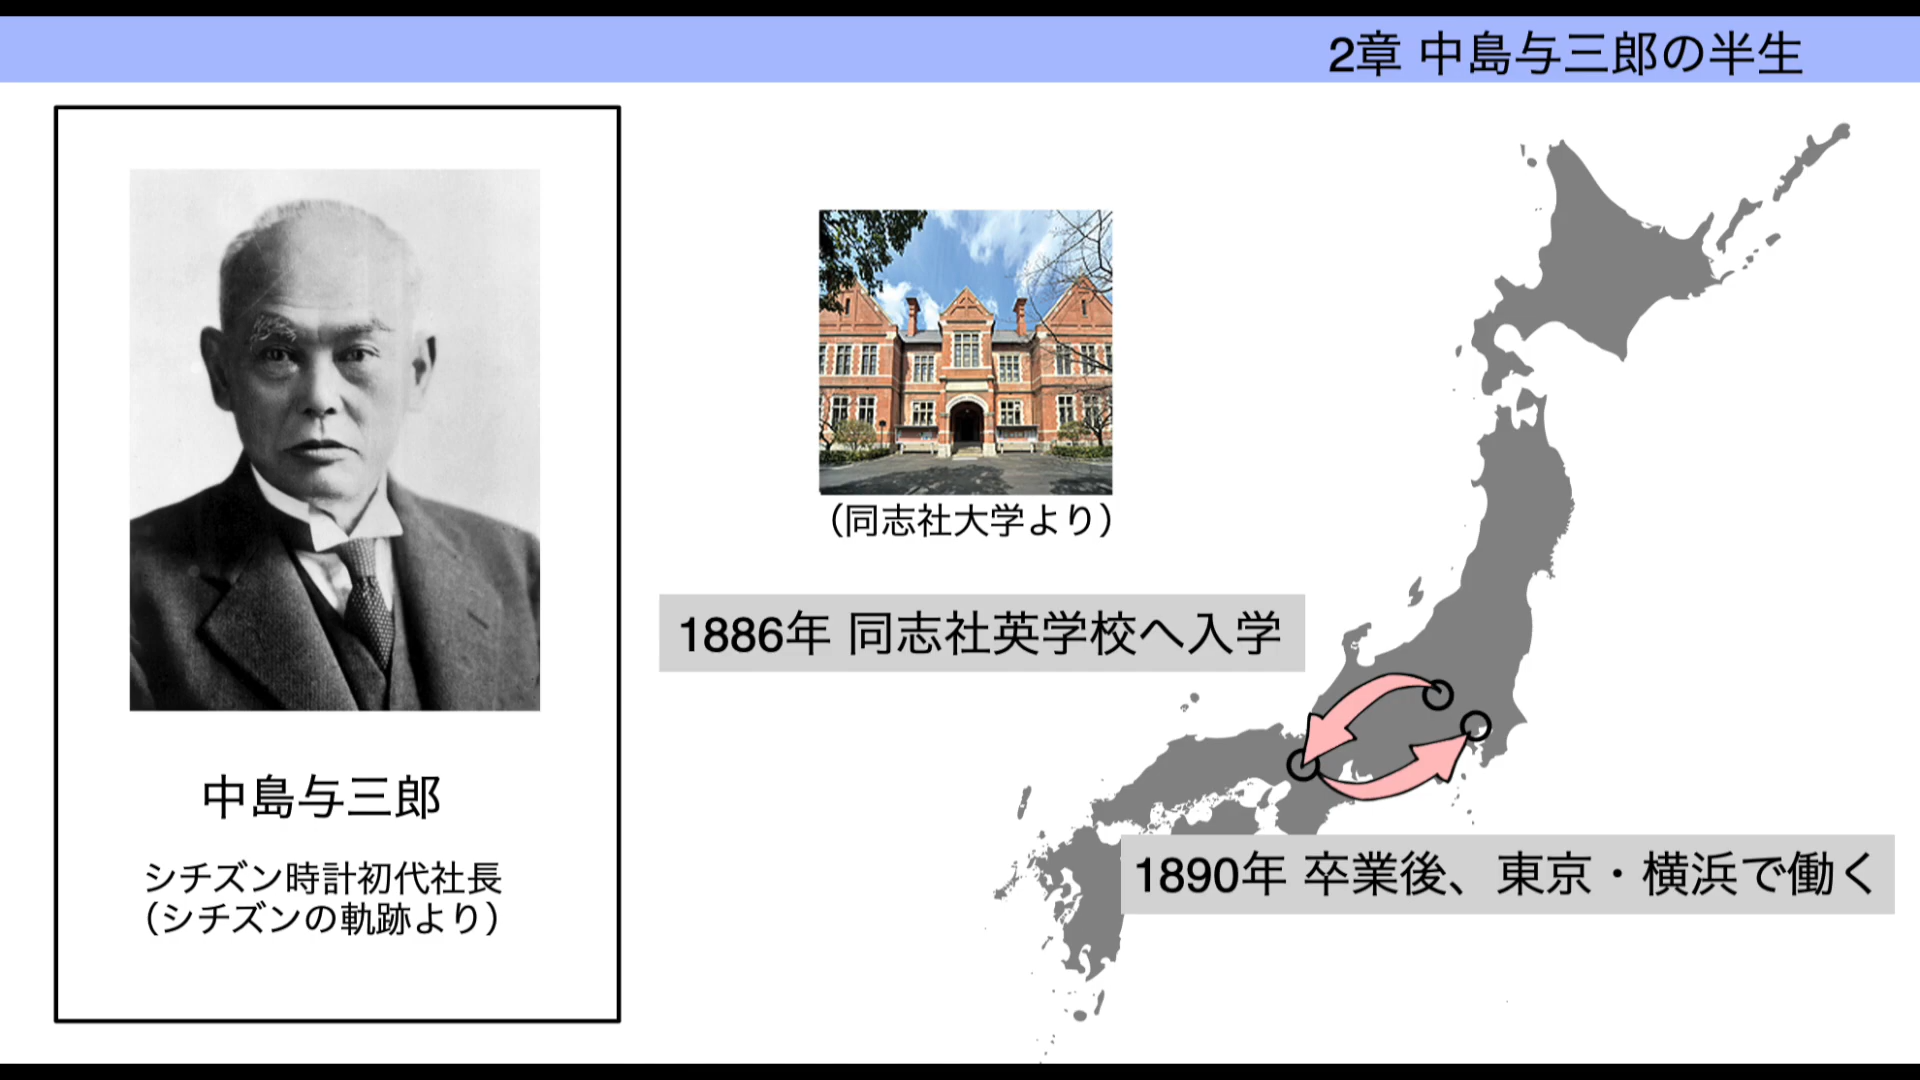 2章 中島与三郎の半生
中島与三郎
シチズン時計初代社長
（シチズンの軌跡より）
（同志社大学より）
1886年 同志社英学校へ入学
1890年 卒業後、東京・横浜で働く